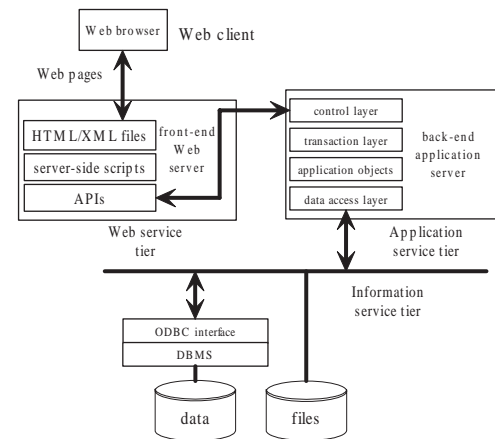 Web browser
Web client
Web pages
HTML/XML files
server-side scripts
APIs
front-end
Web
server
Web service
tier
control layer
transaction layer
application objects
data access layer
back-end
application
server
Application
service tier
Information
service tier
ODBC interface
DBMS
data
files